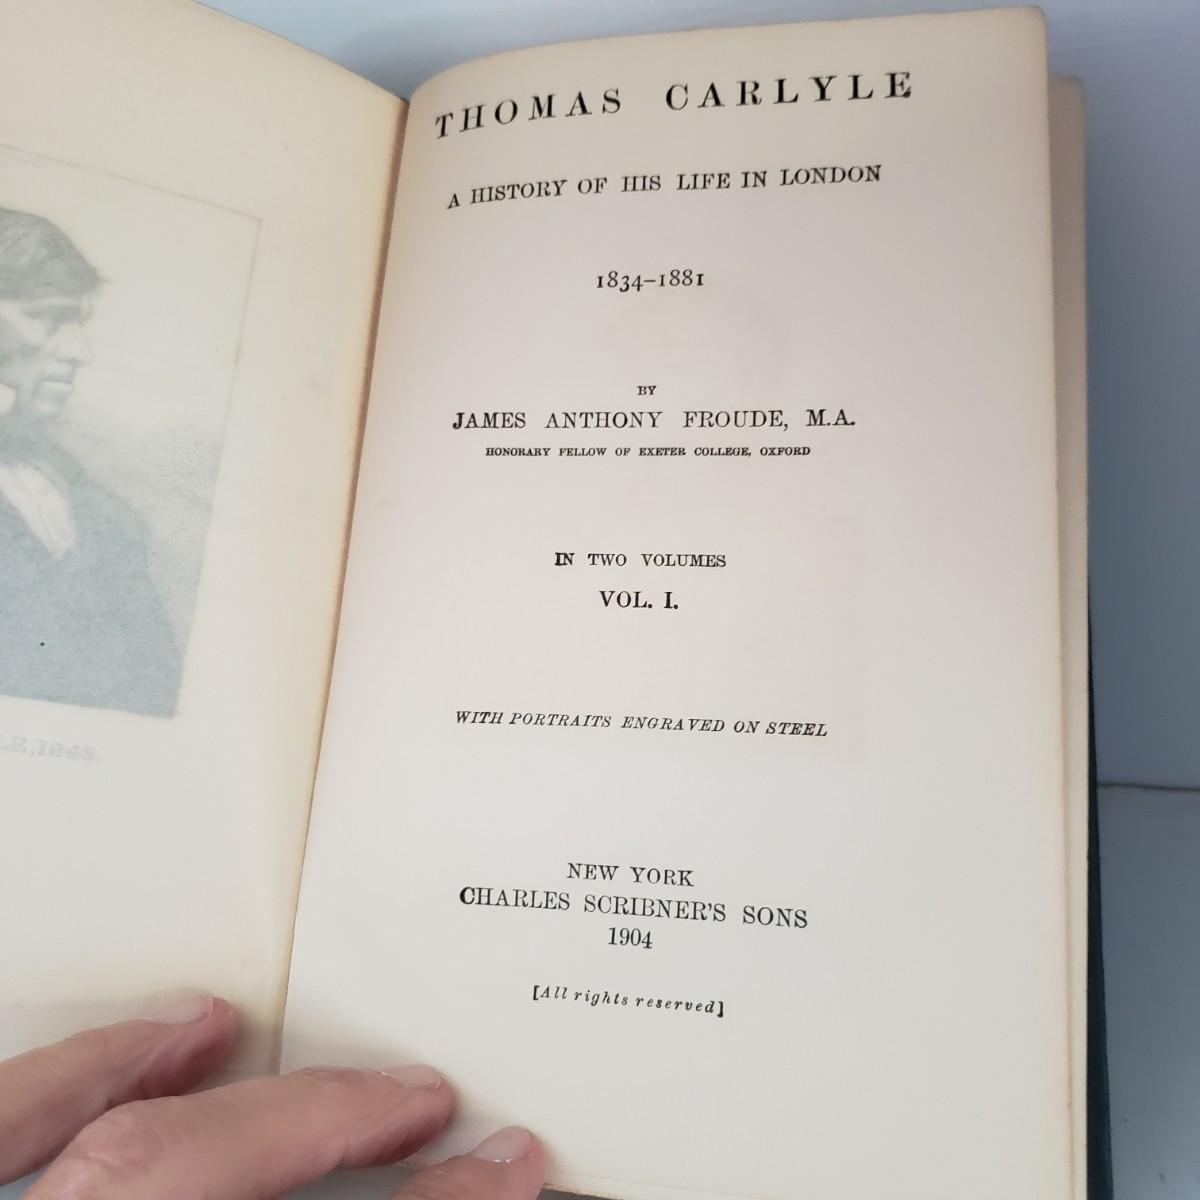 THOMAS CARLYLE
A HISTORY OF HIS LIFE IN LONDON
1834–1881
BY
JAMES ANTHONY FROUDE, M.A.
HONORARY FELLOW OF EXETER COLLEGE, OXFORD
IN TWO VOLUMES
VOL. I.
WITH PORTRAITS ENGRAVED ON STEEL
NEW YORK
CHARLES SCRIBNER'S SONS
1904
[All rights reserved]